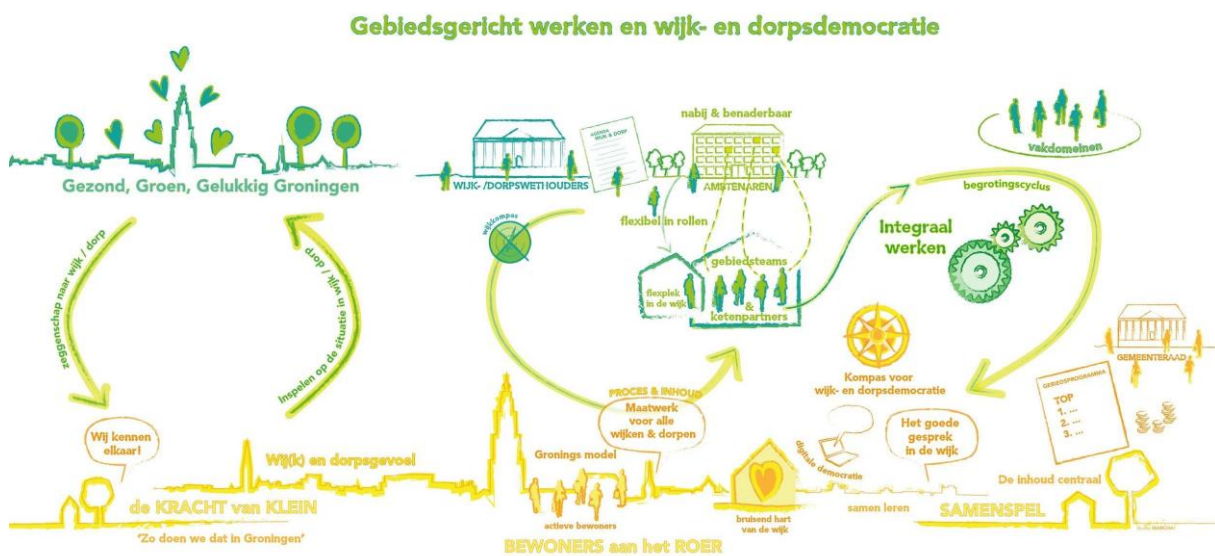 Gebiedsgericht werken en wijk- en dorpsdemocratie
Gezond, Groen, Gelukkig Groningen
zeggenschap naar wijk / dorp
Inspelen op de situatie in wijk / dorp
Wij kennen
elkaar!
Wij(k) en dorpsgevoel
de KRACHT van KLEIN
'Zo doen we dat in Groningen'
AGENDA
WIJK & DORP
WIJK- /DORPSWETHOUDERS
wijkkompas
nabij & benaderbaar
AMBTENAREN
flexibel in rollen
gebiedsteams
&
ketenpartners
flexplek
in de wijk
PROCES & INHOUD
Maatwerk
voor alle
wijken & dorpen
Gronings model
actieve bewoners
BEWONERS aan het ROER
bruisend hart
van de wijk
vakdomeinen
begrotingscyclus
Integraal
werken
Kompas voor
wijk- en dorpsdemocratie
digitale democratie
Het goede
gesprek
in de wijk
samen leren
SAMENSPEL
GEMEENTERAAD
GEBIEDSPROGRAMMA
TOP
1. ...
2. ...
3. ...
De inhoud centraal